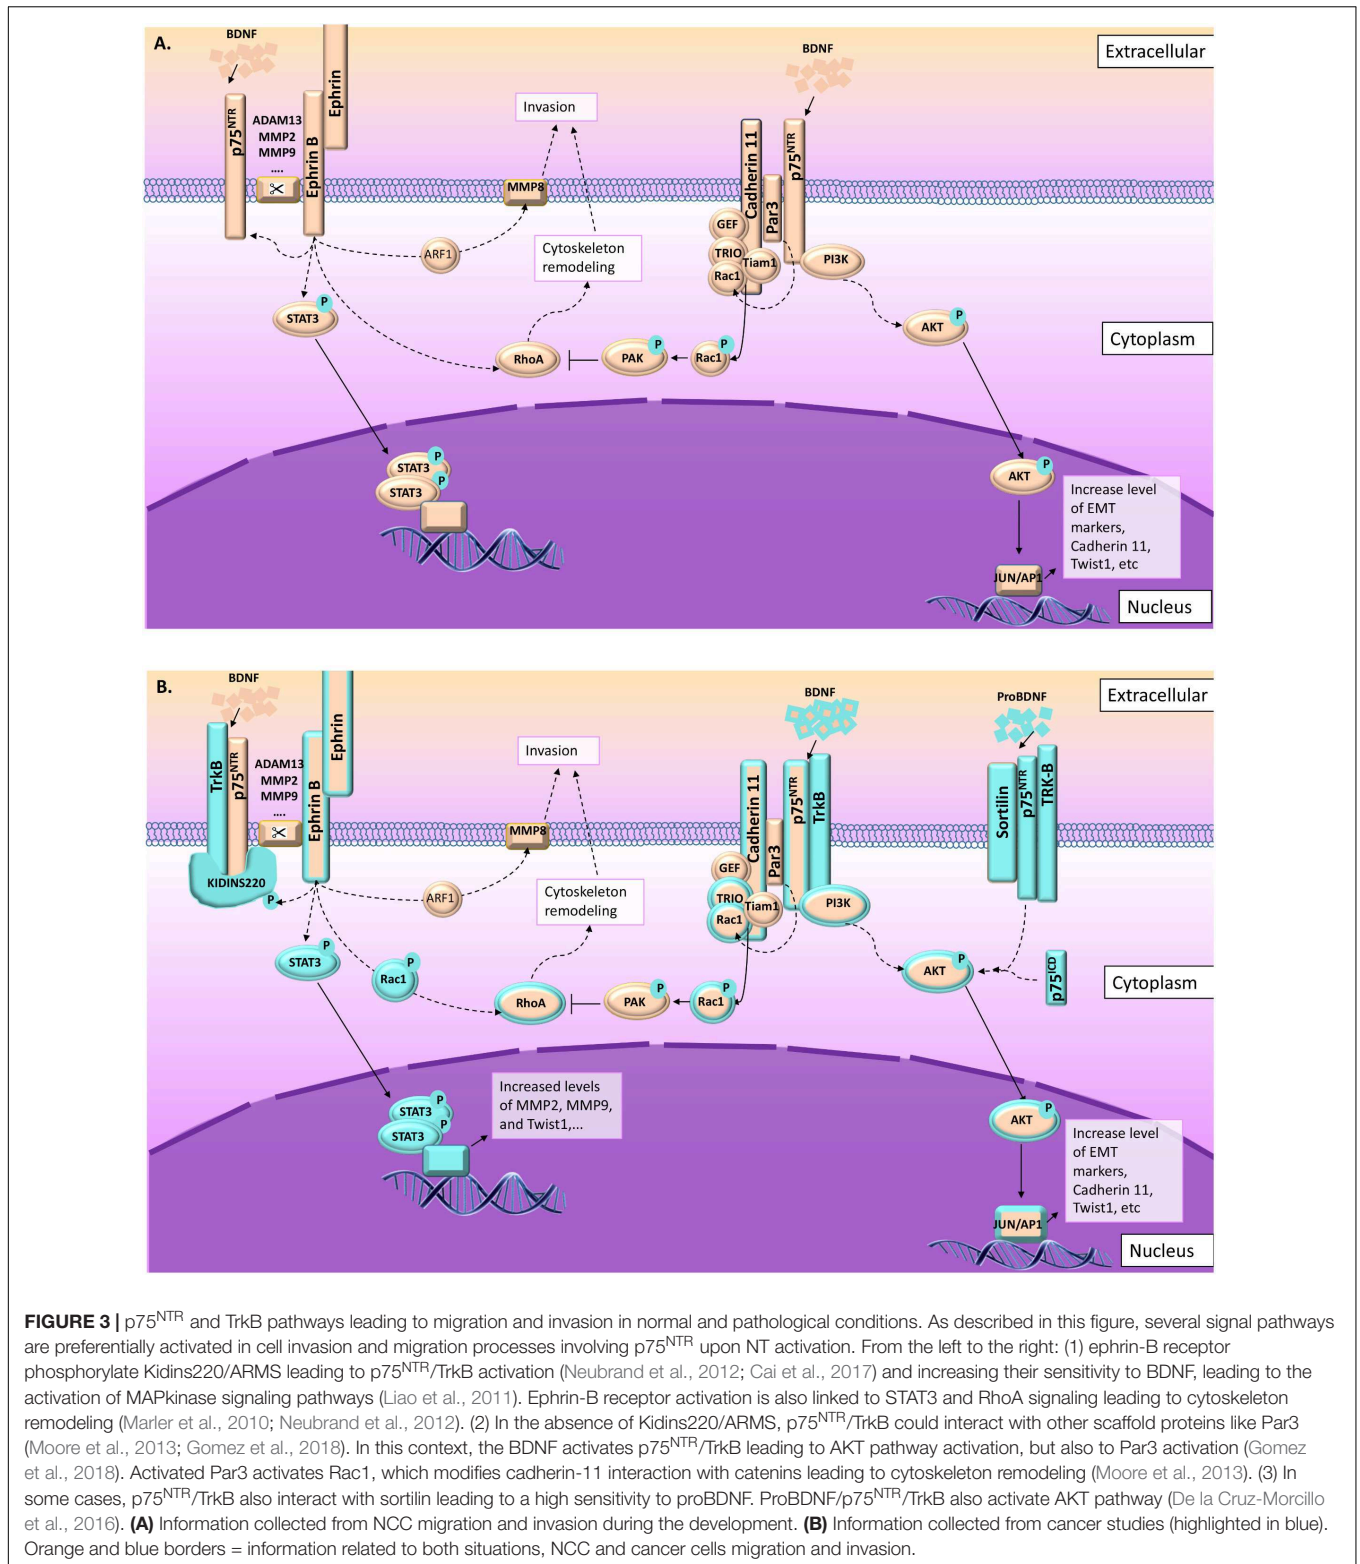 A.
BDNF
p75NTR
ADAM13
MMP2
MMP9
....
Ephrin B
Ephrin
Invasion
MMP8
ARF1
Cytoskeleton
remodeling
STAT3
P
RhoA
PAK
P
Rac1
P
BDNF
Cadherin 11
Par3
p75NTR
GEF
TRIO
Rac1
Tiam1
PI3K
AKT
P
Extracellular
Cytoplasm
STAT3
P
STAT3
P
AKT
P
Increase level
of EMT
markers,
Cadherin 11,
Twist1, etc
JUN/AP1
Nucleus
B.
BDNF
TrkB
p75NTR
ADAM13
MMP2
MMP9
....
Ephrin B
Ephrin
KIDINS220
P
Invasion
MMP8
ARF1
Cytoskeleton
remodeling
STAT3
P
Rac1
P
RhoA
PAK
P
Rac1
P
BDNF
Cadherin 11
Par3
p75NTR
TrkB
GEF
TRIO
Rac1
Tiam1
PI3K
ProBDNF
Sortilin
p75NTR
TRK-B
AKT
P
p75ICD
Extracellular
Cytoplasm
STAT3
P
STAT3
P
Increased levels
of MMP2, MMP9,
and Twist1,...
AKT
P
Increase level
of EMT
markers,
Cadherin 11,
Twist1, etc
JUN/AP1
Nucleus
FIGURE 3 | p75NTR and TrkB pathways leading to migration and invasion in normal and pathological conditions. As described in this figure, several signal pathways
are preferentially activated in cell invasion and migration processes involving p75NTR upon NT activation. From the left to the right: (1) ephrin-B receptor
phosphorylate Kidins220/ARMS leading to p75NTR/TrkB activation (Neubrand et al., 2012; Cai et al., 2017) and increasing their sensitivity to BDNF, leading to the
activation of MAPkinase signaling pathways (Liao et al., 2011). Ephrin-B receptor activation is also linked to STAT3 and RhoA signaling leading to cytoskeleton
remodeling (Marler et al., 2010; Neubrand et al., 2012). (2) In the absence of Kidins220/ARMS, p75NTR/TrkB could interact with other scaffold proteins like Par3
(Moore et al., 2013; Gomez et al., 2018). In this context, the BDNF activates p75NTR/TrkB leading to AKT pathway activation, but also to Par3 activation (Gomez
et al., 2018). Activated Par3 activates Rac1, which modifies cadherin-11 interaction with catenins leading to cytoskeleton remodeling (Moore et al., 2013). (3) In
some cases, p75NTR/TrkB also interact with sortilin leading to a high sensitivity to proBDNF. ProBDNF/p75NTR/TrkB also activate AKT pathway (De la Cruz-Morcillo
et al., 2016). (A) Information collected from NCC migration and invasion during the development. (B) Information collected from cancer studies (highlighted in blue).
Orange and blue borders = information related to both situations, NCC and cancer cells migration and invasion.